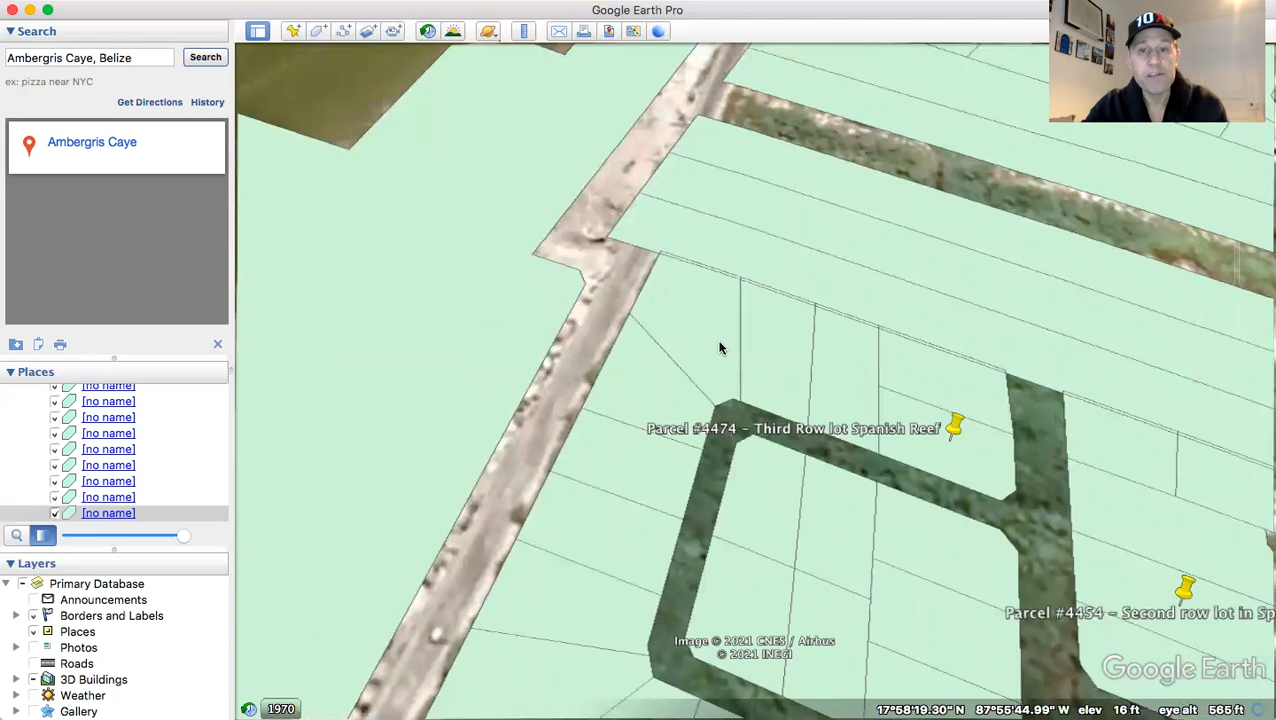 Google Earth Pro
Search
Ambergris Caye, Belize
Search
ex: pizza near NYC
Get Directions
History
Ambergris Caye
Places
[no name]
[no name]
[no name]
[no name]
[no name]
[no name]
[no name]
[no name]
[no name]
Layers
Primary Database
Announcements
Borders and Labels
Places
Photos
Roads
3D Buildings
Weather
Gallery
10X
Parcel #4474 - Third Row lot Spanish Reef
Parcel #4454 - Second row lot in Sp
Image © 2021 CNES / Airbus
© 2021 INEGI
Google Earth
1970
17°58'19.30" N 87°55'44.99" W elev 16 ft eye alt 565 ft